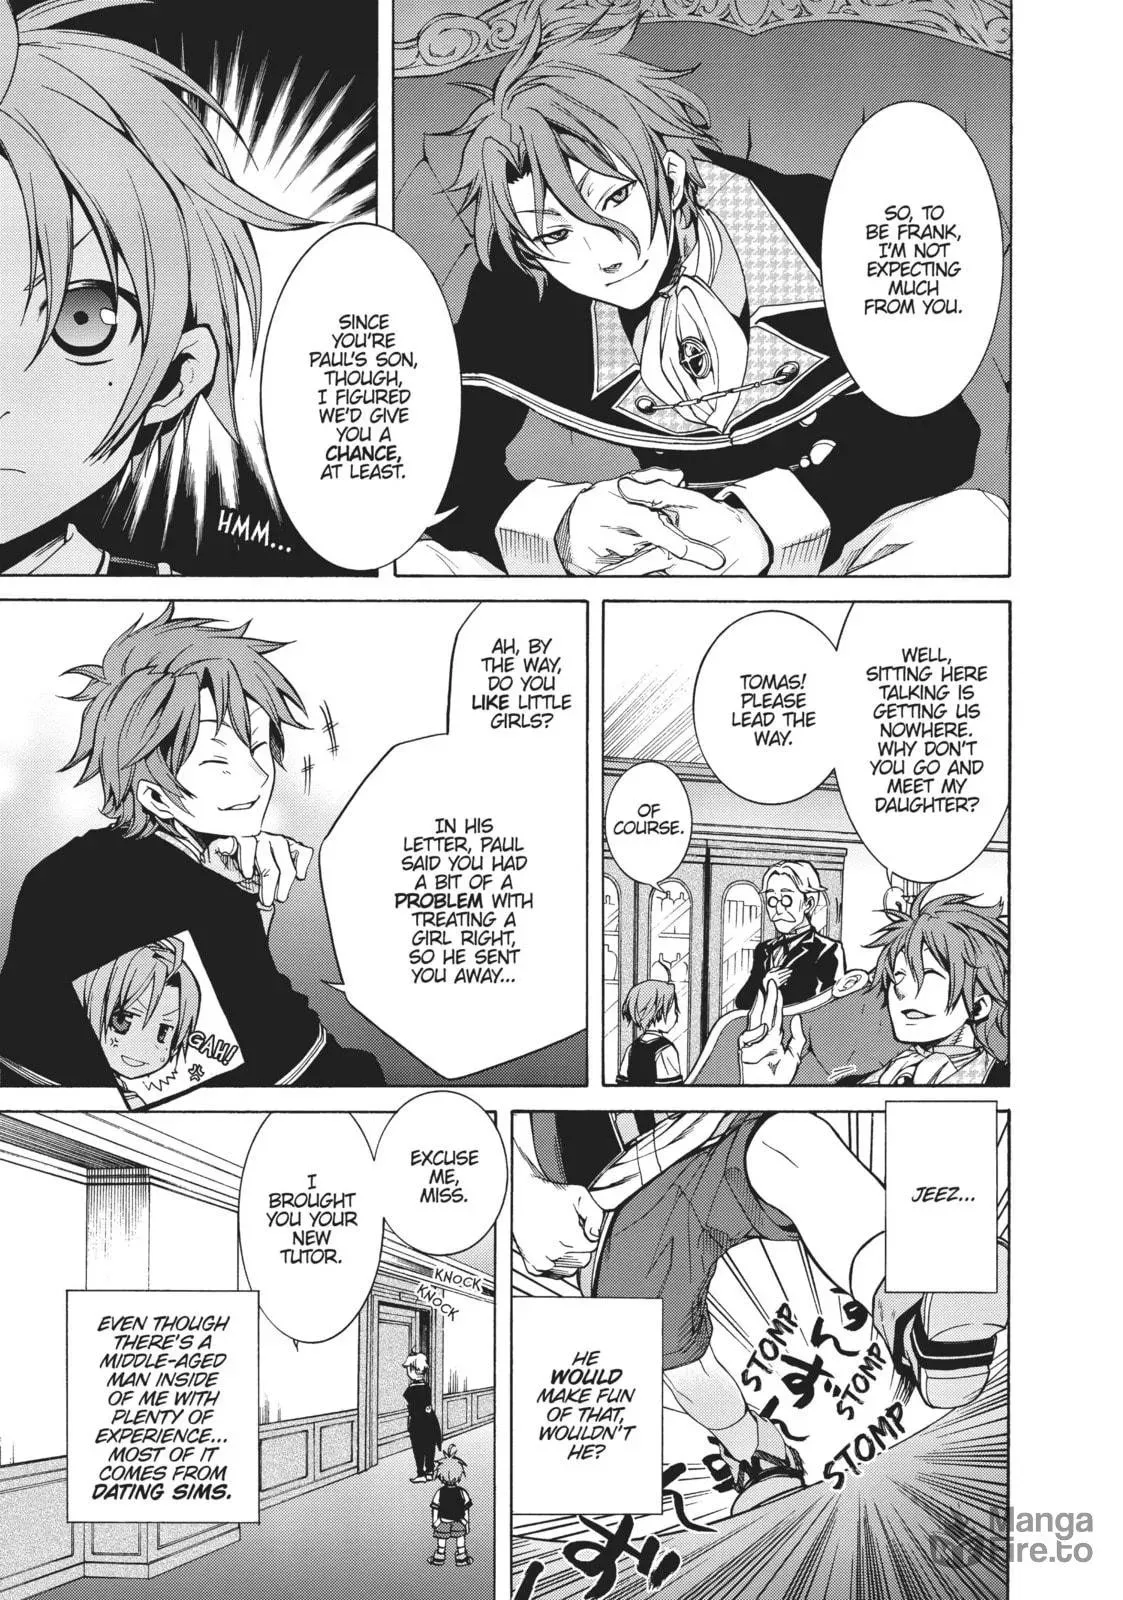 SO, TO
BE FRANK,
I'M NOT
EXPECTING
MUCH
FROM YOU.
SINCE
YOU'RE
PAUL'S SON,
THOUGH,
I FIGURED
WE'D GIVE
YOU A
CHANCE,
AT LEAST.
HMM...
WELL,
SITTING HERE
TALKING IS
GETTING US
NOWHERE.
WHY DON'T
YOU GO AND
MEET MY
DAUGHTER?
TOMAS!
PLEASE
LEAD THE
WAY.
OF
COURSE.
AH, BY
THE WAY,
DO YOU
LIKE LITTLE
GIRLS?
IN HIS
LETTER, PAUL
SAID YOU HAD
A BIT OF A
PROBLEM WITH
TREATING A
GIRL RIGHT,
SO HE SENT
YOU AWAY...
GAH!
JEEZ...
STOMP
STOMP
STOMP
HE
WOULD
MAKE FUN
OF THAT,
WOULDN'T
HE?
EXCUSE
ME,
MISS.
I
BROUGHT
YOU YOUR
NEW
TUTOR.
KNOCK
KNOCK
EVEN THOUGH
THERE'S A
MIDDLE-AGED
MAN INSIDE
OF ME WITH
PLENTY OF
EXPERIENCE...
MOST OF IT
COMES FROM
DATING SIMS.
Manga
Fire.to